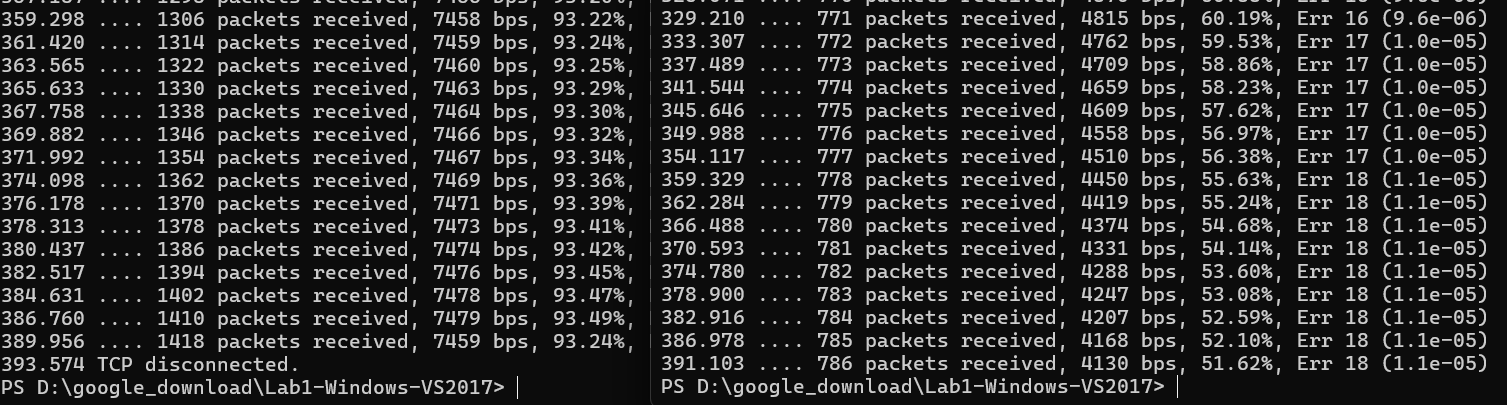 359.298 .... 1306 packets received, 7458 bps, 93.22%,
361.420 .... 1314 packets received, 7459 bps, 93.24%,
363.565 .... 1322 packets received, 7460 bps, 93.25%,
365.633 .... 1330 packets received, 7463 bps, 93.29%,
367.758 .... 1338 packets received, 7464 bps, 93.30%,
369.882 .... 1346 packets received, 7466 bps, 93.32%,
371.992 .... 1354 packets received, 7467 bps, 93.34%,
374.098 .... 1362 packets received, 7469 bps, 93.36%,
376.178 .... 1370 packets received, 7471 bps, 93.39%,
378.313 .... 1378 packets received, 7473 bps, 93.41%,
380.437 .... 1386 packets received, 7474 bps, 93.42%,
382.517 .... 1394 packets received, 7476 bps, 93.45%,
384.631 .... 1402 packets received, 7478 bps, 93.47%,
386.760 .... 1410 packets received, 7479 bps, 93.49%,
389.956 .... 1418 packets received, 7459 bps, 93.24%,
393.574 TCP disconnected.
PS D:\google_download\Lab1-Windows-VS2017>
329.210 .... 771 packets received, 4815 bps, 60.19%, Err 16 (9.6e-06)
333.307 .... 772 packets received, 4762 bps, 59.53%, Err 17 (1.0e-05)
337.489 .... 773 packets received, 4709 bps, 58.86%, Err 17 (1.0e-05)
341.544 .... 774 packets received, 4659 bps, 58.23%, Err 17 (1.0e-05)
345.646 .... 775 packets received, 4609 bps, 57.62%, Err 17 (1.0e-05)
349.988 .... 776 packets received, 4558 bps, 56.97%, Err 17 (1.0e-05)
354.117 .... 777 packets received, 4510 bps, 56.38%, Err 17 (1.0e-05)
359.329 .... 778 packets received, 4450 bps, 55.63%, Err 18 (1.1e-05)
362.284 .... 779 packets received, 4419 bps, 55.24%, Err 18 (1.1e-05)
366.488 .... 780 packets received, 4374 bps, 54.68%, Err 18 (1.1e-05)
370.593 .... 781 packets received, 4331 bps, 54.14%, Err 18 (1.1e-05)
374.780 .... 782 packets received, 4288 bps, 53.60%, Err 18 (1.1e-05)
378.900 .... 783 packets received, 4247 bps, 53.08%, Err 18 (1.1e-05)
382.916 .... 784 packets received, 4207 bps, 52.59%, Err 18 (1.1e-05)
386.978 .... 785 packets received, 4168 bps, 52.10%, Err 18 (1.1e-05)
391.103 .... 786 packets received, 4130 bps, 51.62%, Err 18 (1.1e-05)
PS D:\google_download\Lab1-Windows-VS2017>